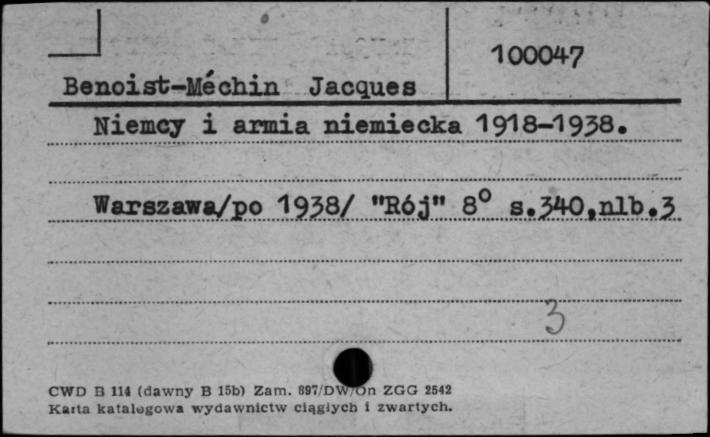 100047
Benoist-Méchin Jacques
Niemcy i armia niemiecka 1918-1938.
Warszawa/po 1938/ "Rój" 8° s.340,nlb.3
3
CWD B 114 (dawny B 15b) Zam. 897/DW/On ZGG 2542
Karta katalogowa wydawnictw ciągłych i zwartych.